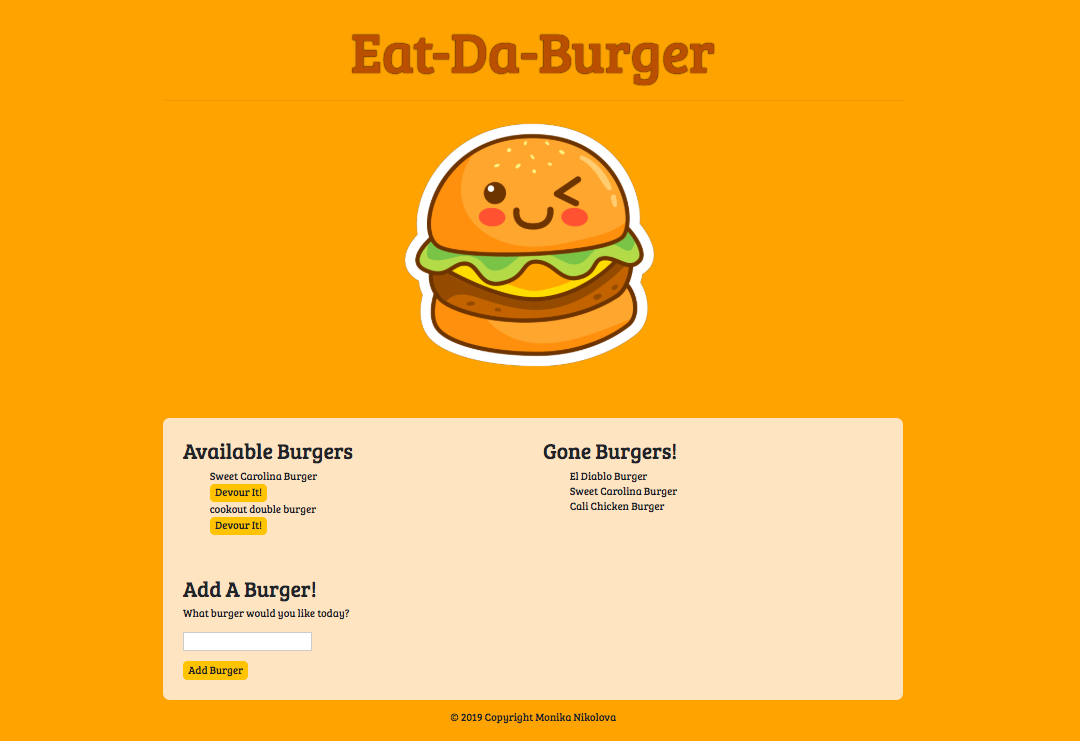 Eat-Da-Burger
Available Burgers
Sweet Carolina Burger
Devour It!
cookout double burger
Devour It!
Gone Burgers!
El Diablo Burger
Sweet Carolina Burger
Cali Chicken Burger
Add A Burger!
What burger would you like today?
Add Burger
© 2019 Copyright Monika Nikolova